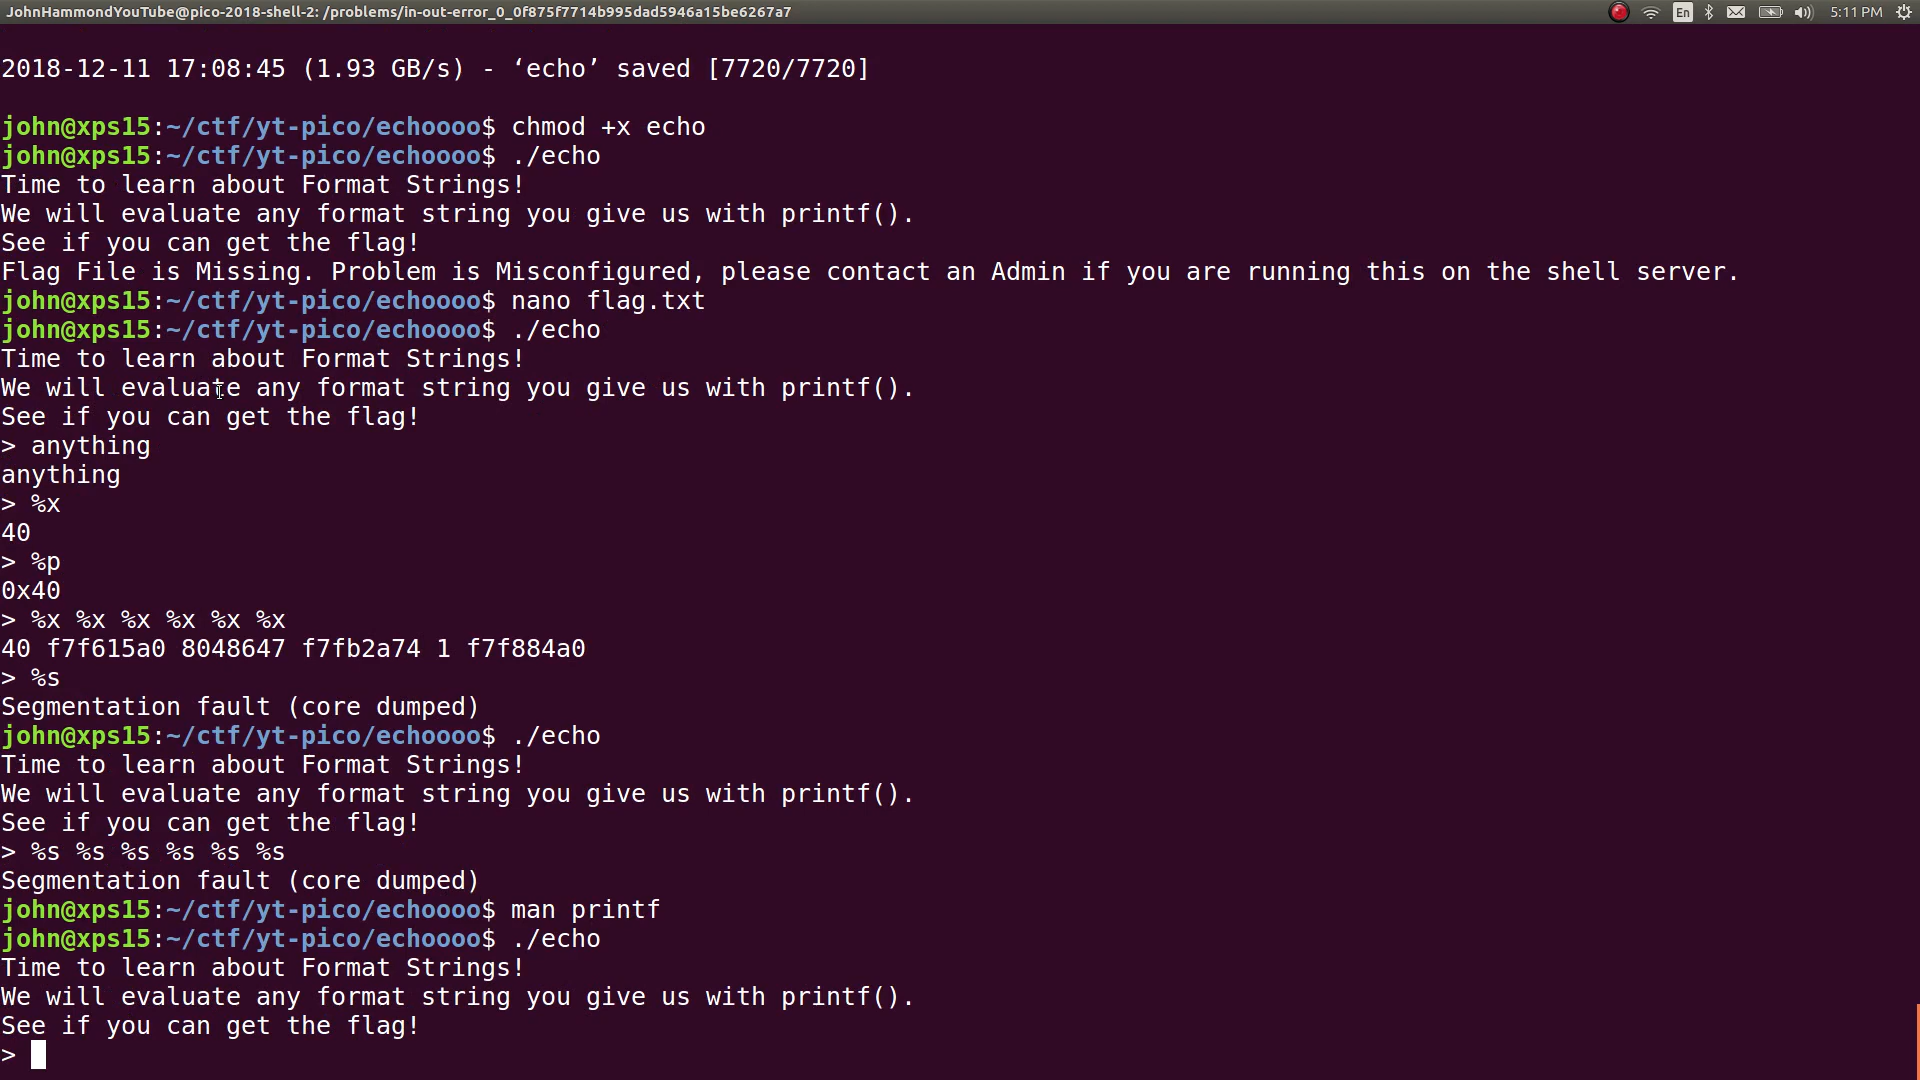 JohnHammondYouTube@pico-2018-shell-2: /problems/in-out-error_0_0f875f7714b995dad5946a15be6267a7
En
5:11 PM
2018-12-11 17:08:45 (1.93 GB/s) - ‘echo’ saved [7720/7720]
john@xps15:~/ctf/yt-pico/echoooo$ chmod +x echo
john@xps15:~/ctf/yt-pico/echoooo$ ./echo
Time to learn about Format Strings!
We will evaluate any format string you give us with printf().
See if you can get the flag!
Flag File is Missing. Problem is Misconfigured, please contact an Admin if you are running this on the shell server.
john@xps15:~/ctf/yt-pico/echoooo$ nano flag.txt
john@xps15:~/ctf/yt-pico/echoooo$ ./echo
Time to learn about Format Strings!
We will evaluate any format string you give us with printf().
See if you can get the flag!
> anything
anything
> %x
40
> %p
0x40
> %x %x %x %x %x %x
40 f7f615a0 8048647 f7fb2a74 1 f7f884a0
> %s
Segmentation fault (core dumped)
john@xps15:~/ctf/yt-pico/echoooo$ ./echo
Time to learn about Format Strings!
We will evaluate any format string you give us with printf().
See if you can get the flag!
> %s %s %s %s %s %s
Segmentation fault (core dumped)
john@xps15:~/ctf/yt-pico/echoooo$ man printf
john@xps15:~/ctf/yt-pico/echoooo$ ./echo
Time to learn about Format Strings!
We will evaluate any format string you give us with printf().
See if you can get the flag!
>